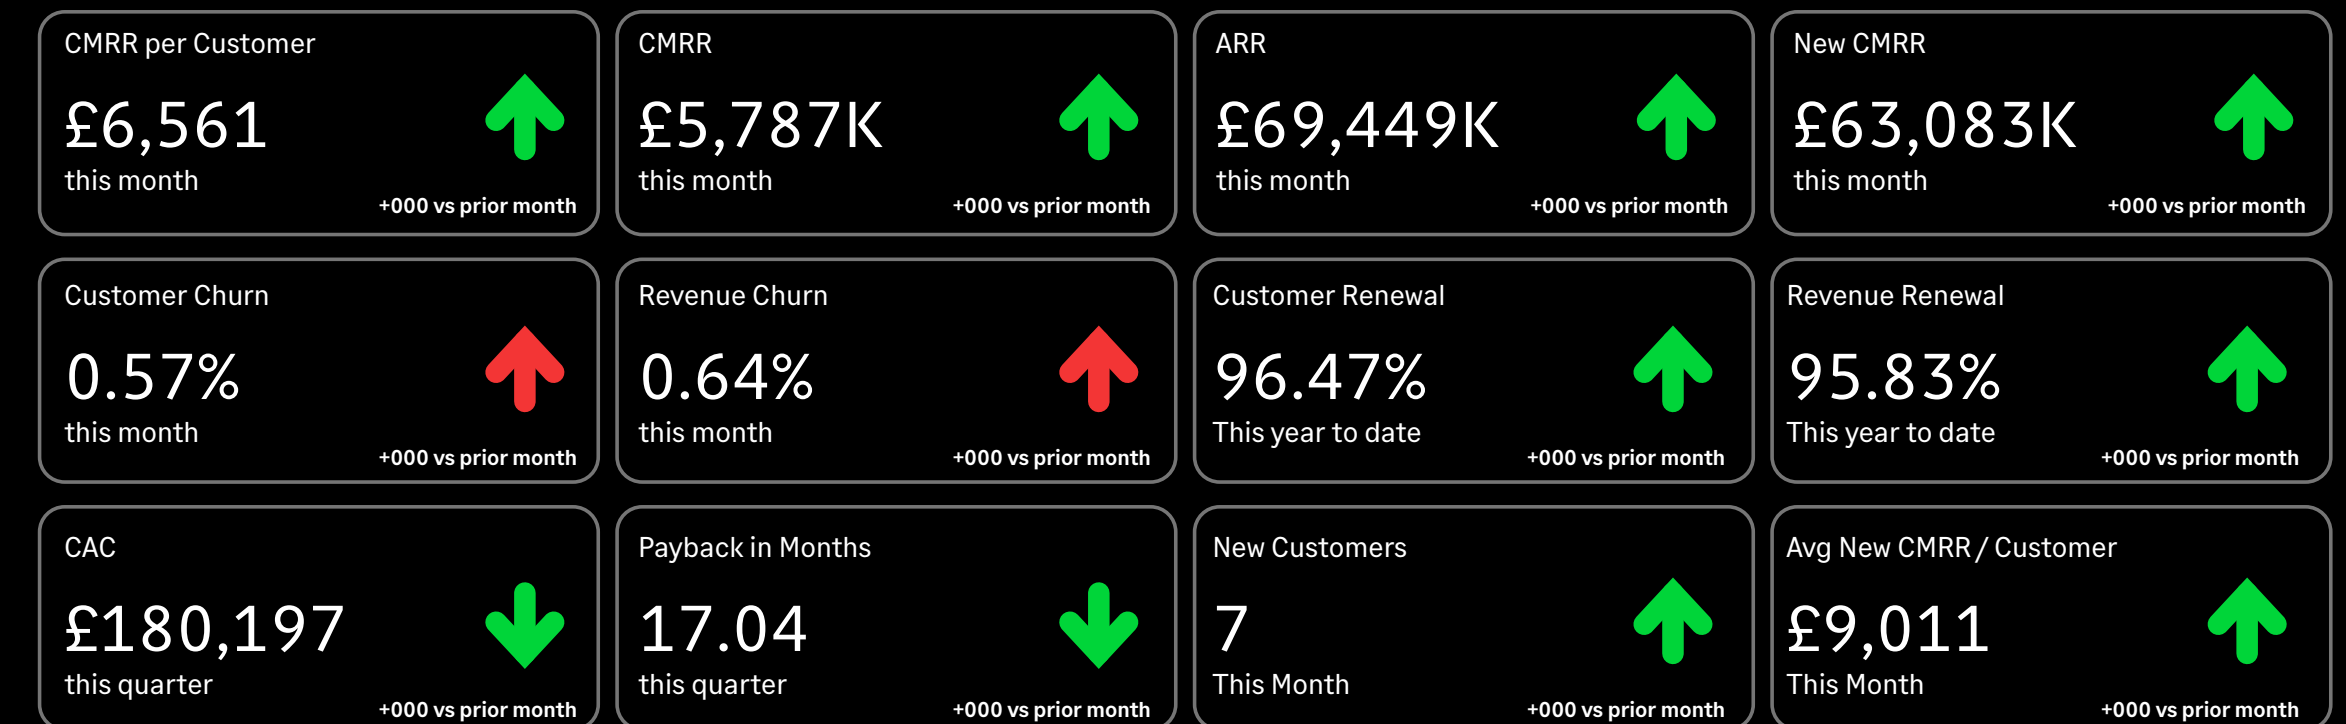 CMRR per Customer
£6,561
this month
+000 vs prior month
CMRR
£5,787K
this month
+000 vs prior month
ARR
£69,449K
this month
+000 vs prior month
New CMRR
£63,083K
this month
+000 vs prior month
Customer Churn
0.57%
this month
+000 vs prior month
Revenue Churn
0.64%
this month
+000 vs prior month
Customer Renewal
96.47%
This year to date
+000 vs prior month
Revenue Renewal
95.83%
This year to date
+000 vs prior month
CAC
£180,197
this quarter
+000 vs prior month
Payback in Months
17.04
this quarter
+000 vs prior month
New Customers
7
This Month
+000 vs prior month
Avg New CMRR / Customer
£9,011
This Month
+000 vs prior month